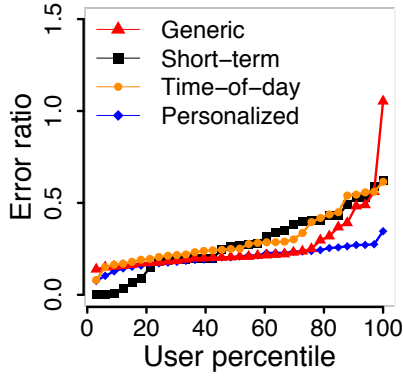 Generic
Short-term
Time-of-day
Personalized
Error ratio
0.0
0.5
1.0
1.5
0 20 40 60 80 100
User percentile